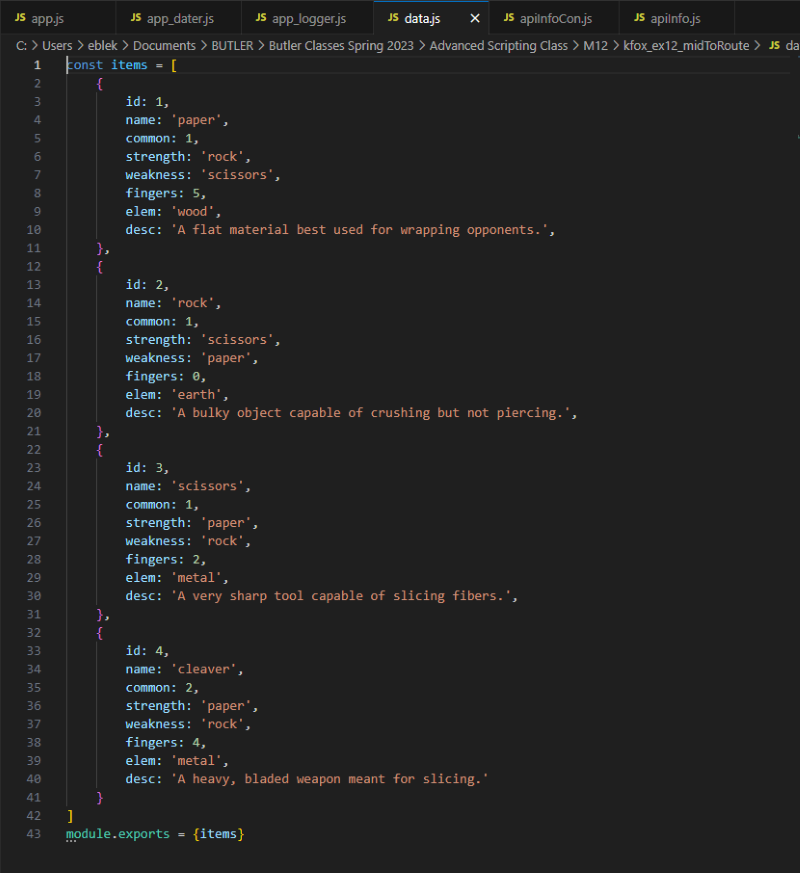 JS app.js JS app_dater.js JS app_logger.js JS data.js × JS apiInfoCon.js JS apiInfo.js
C: > Users > eblek > Documents > BUTLER > Butler Classes Spring 2023 > Advanced Scripting Class > M12 > kfox_ex12_midToRoute > JS da
1 const items = [
2 {
3 id: 1,
4 name: 'paper',
5 common: 1,
6 strength: 'rock',
7 weakness: 'scissors',
8 fingers: 5,
9 elem: 'wood',
10 desc: 'A flat material best used for wrapping opponents.',
11 },
12 {
13 id: 2,
14 name: 'rock',
15 common: 1,
16 strength: 'scissors',
17 weakness: 'paper',
18 fingers: 0,
19 elem: 'earth',
20 desc: 'A bulky object capable of crushing but not piercing.',
21 },
22 {
23 id: 3,
24 name: 'scissors',
25 common: 1,
26 strength: 'paper',
27 weakness: 'rock',
28 fingers: 2,
29 elem: 'metal',
30 desc: 'A very sharp tool capable of slicing fibers.',
31 },
32 {
33 id: 4,
34 name: 'cleaver',
35 common: 2,
36 strength: 'paper',
37 weakness: 'rock',
38 fingers: 4,
39 elem: 'metal',
40 desc: 'A heavy, bladed weapon meant for slicing.'
41 }
42 ]
43 module.exports = {items}